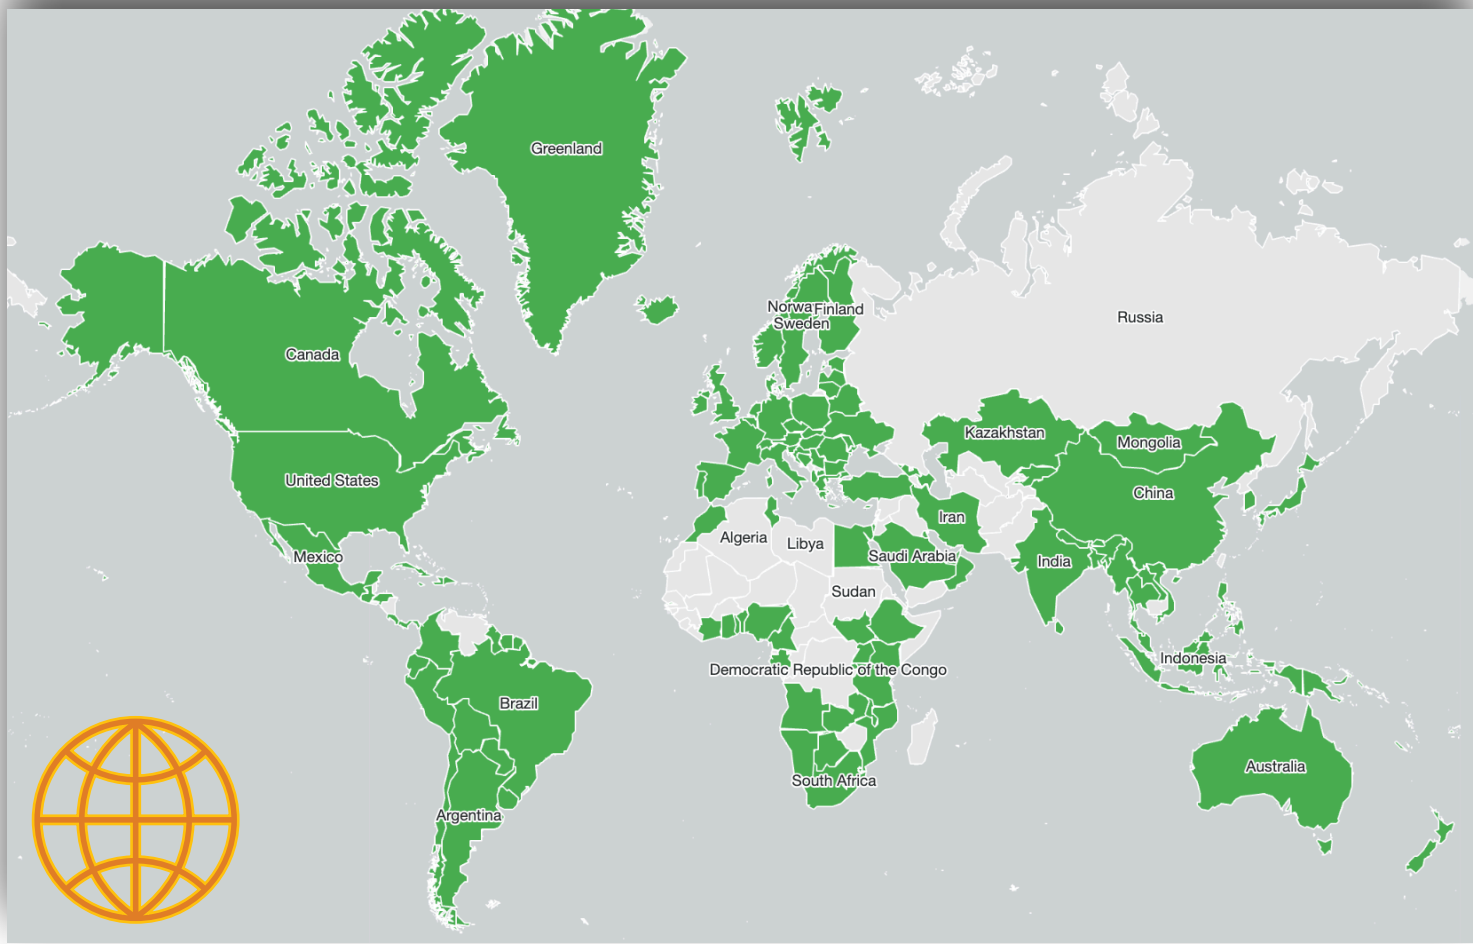 Greenland
Norwa
Finland
Sweden
Russia
Canada
Kazakhstan
Mongolia
United States
China
Iran
Algeria
Libya
Mexico
Saudi Arabia
India
Sudan
Indonesia
Democratic Republic of the Congo
Brazil
Australia
South Africa
Argentina